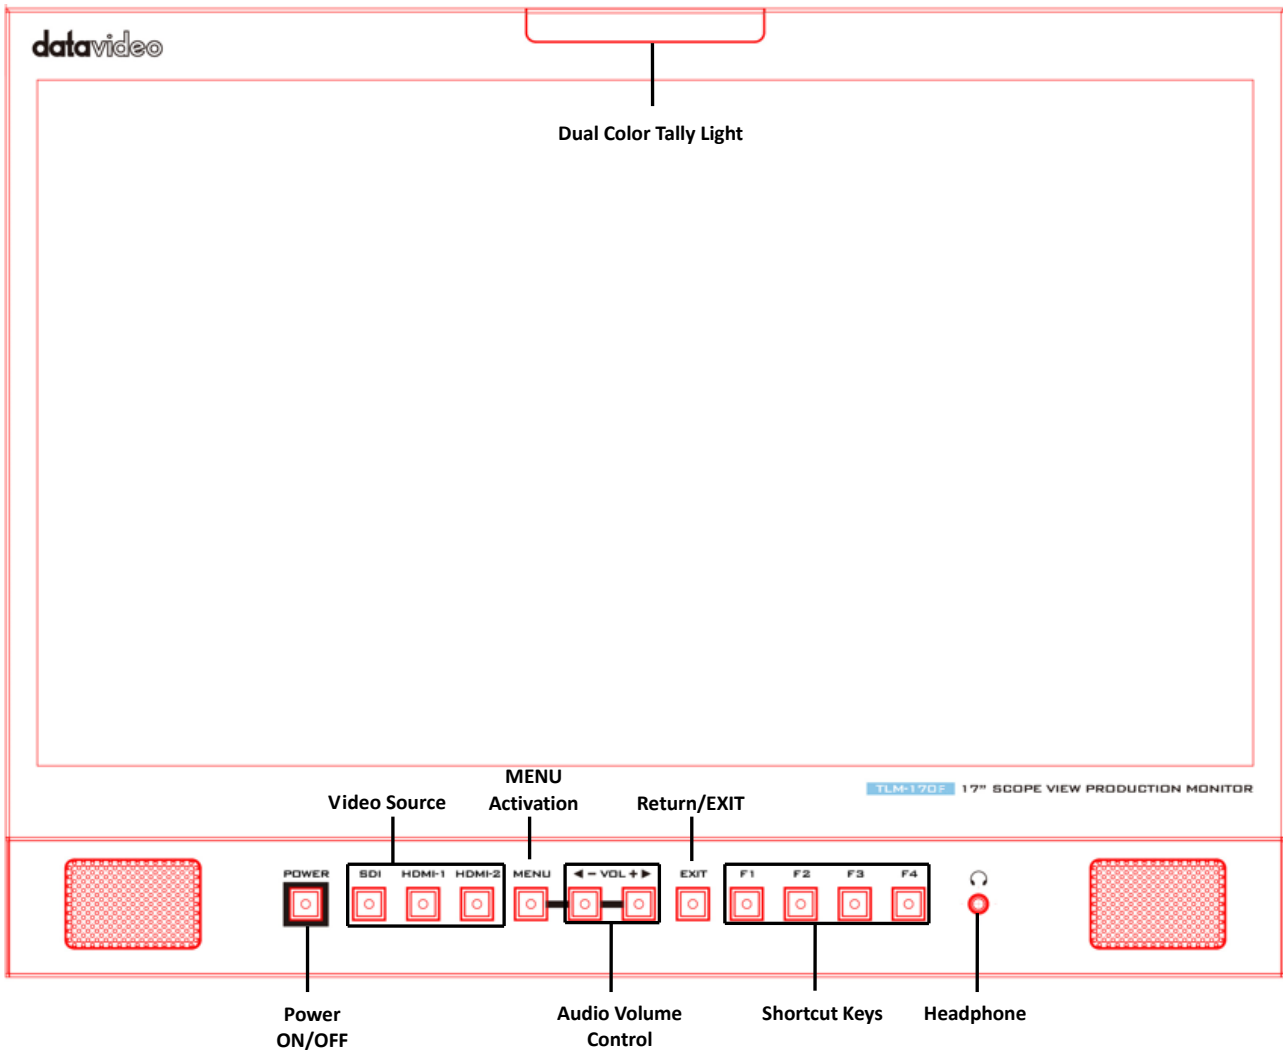 datavideo
Dual Color Tally Light
TLM-170F 17" SCOPE VIEW PRODUCTION MONITOR
Video Source
MENU
Activation
Return/EXIT
POWER SDI HDMI-1 HDMI-2 MENU ◀ – VOL + ▶ EXIT F1 F2 F3 F4
Power
ON/OFF
Audio Volume
Control
Shortcut Keys
Headphone